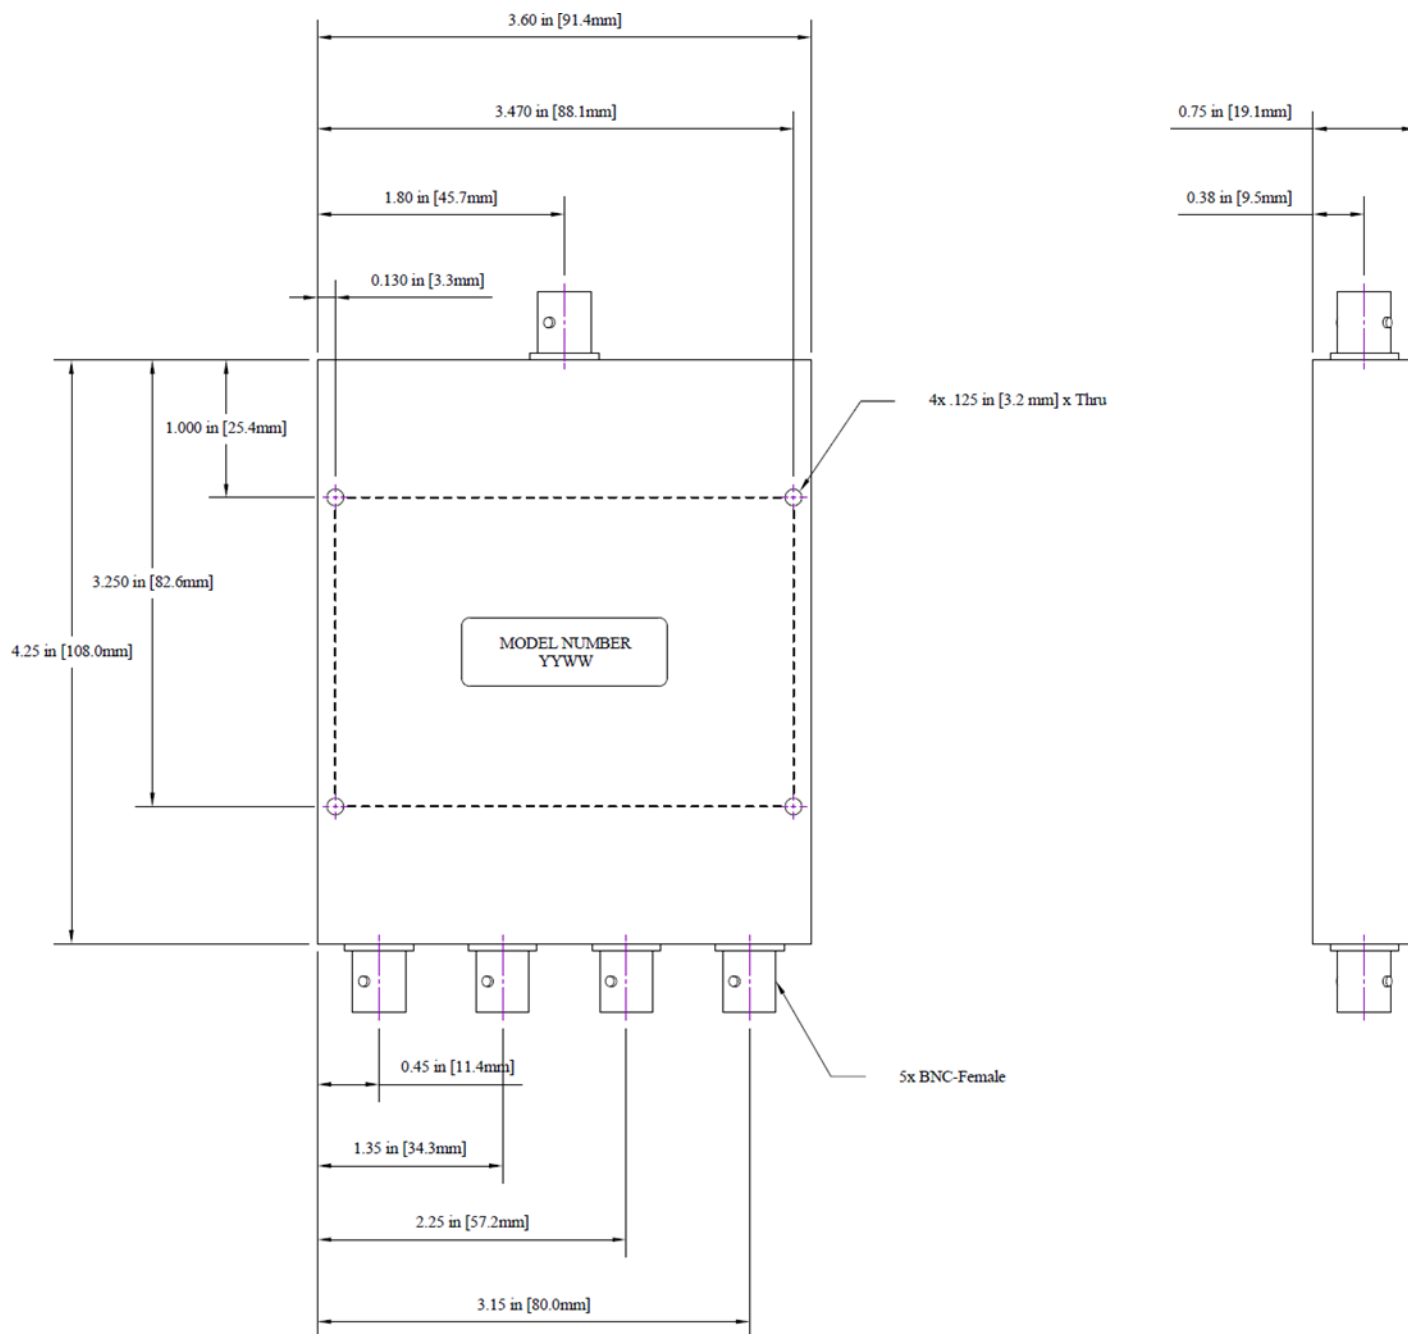 3.60 in [91.4mm]
3.470 in [88.1mm]
0.75 in [19.1mm]
1.80 in [45.7mm]
0.38 in [9.5mm]
0.130 in [3.3mm]
4x .125 in [3.2 mm] x Thru
1.000 in [25.4mm]
3.250 in [82.6mm]
4.25 in [108.0mm]
MODEL NUMBER
YYWW
0.45 in [11.4mm]
5x BNC-Female
1.35 in [34.3mm]
2.25 in [57.2mm]
3.15 in [80.0mm]